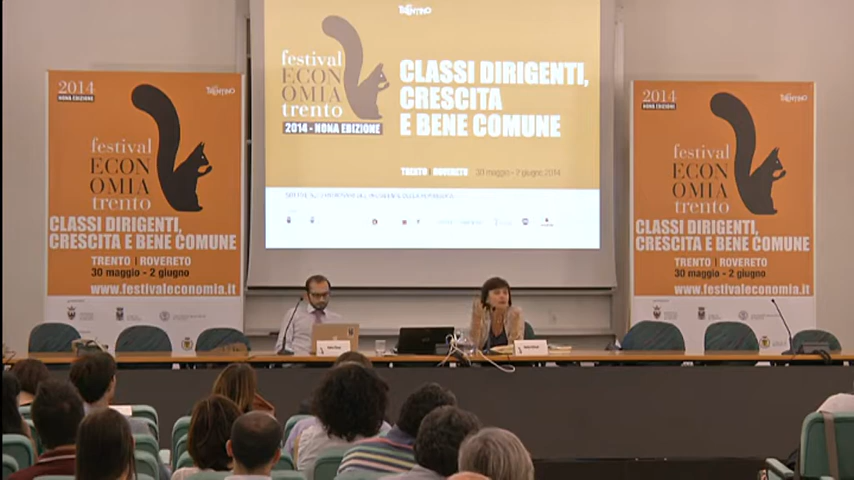 TRENTINO
festival
ECON
OMIA
trento
2014 - NONA EDIZIONE
CLASSI DIRIGENTI,
CRESCITA
E BENE COMUNE
TRENTO | ROVERETO 30 maggio - 2 giugno 2014
2014
NONA EDIZIONE
TRENTINO
festival
ECON
OMIA
trento
CLASSI DIRIGENTI,
CRESCITA E BENE COMUNE
TRENTO | ROVERETO
30 maggio - 2 giugno
www.festivaleconomia.it
2014
NONA EDIZIONE
TRENTINO
festival
ECON
OMIA
trento
CLASSI DIRIGENTI,
CRESCITA E BENE COMUNE
TRENTO | ROVERETO
30 maggio - 2 giugno
www.festivaleconomia.it